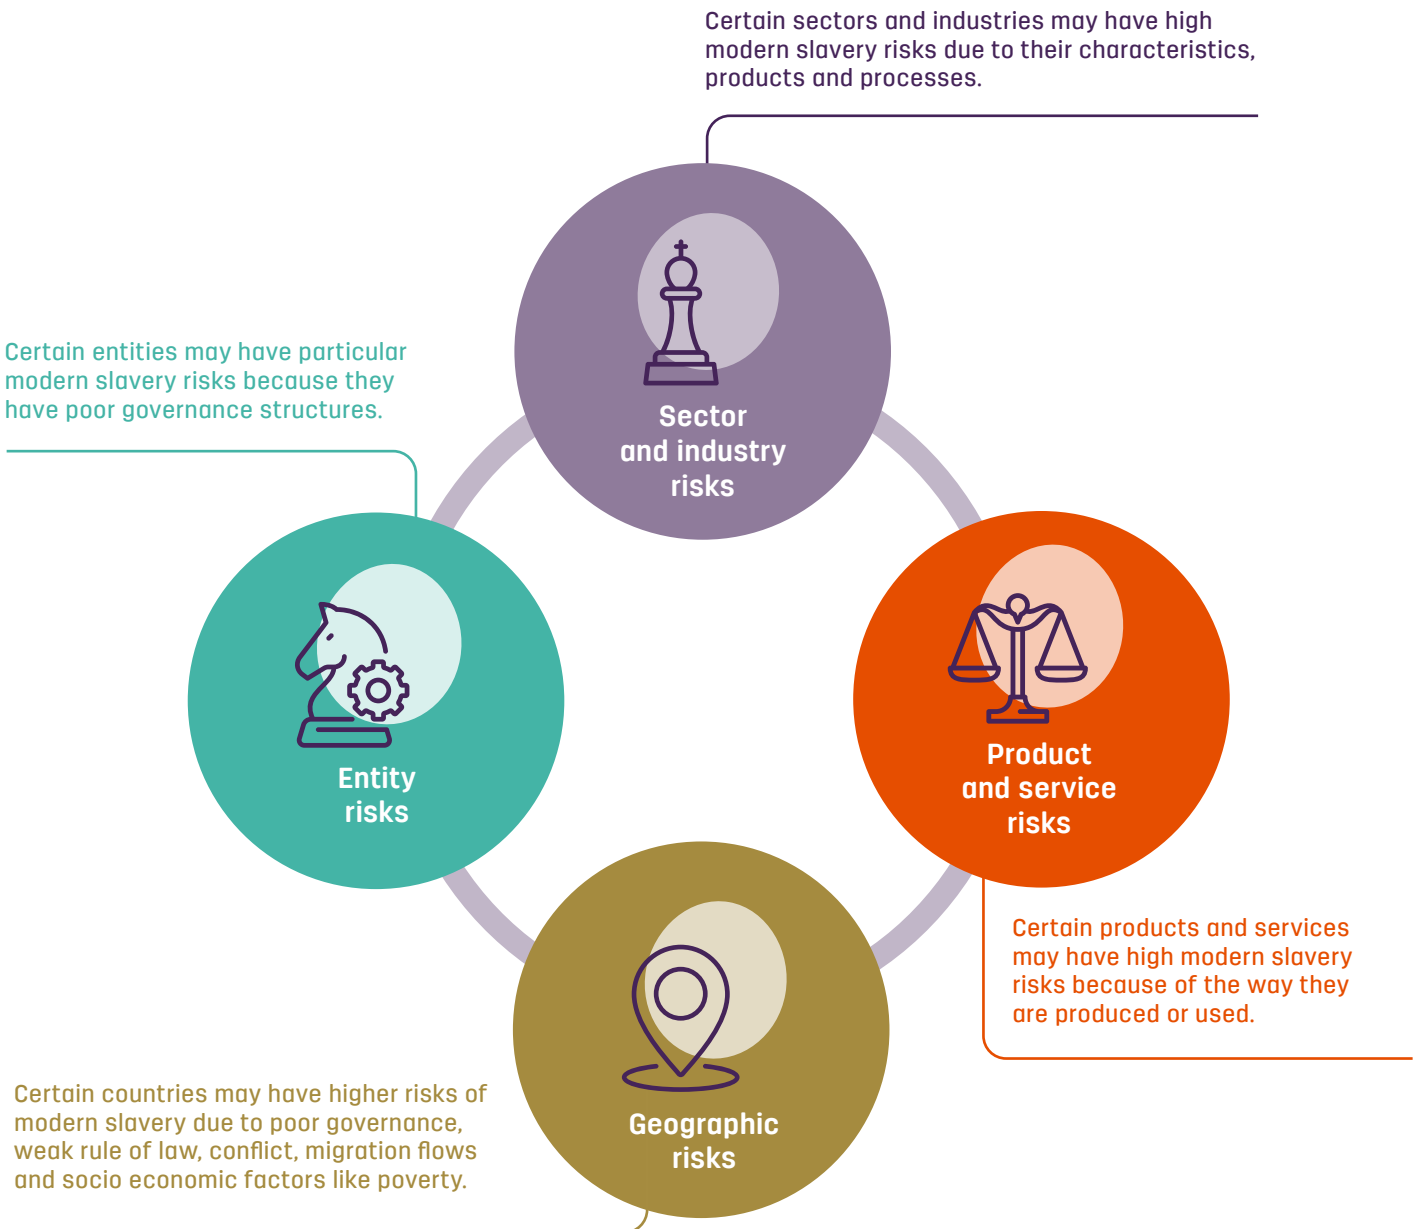 Certain sectors and industries may have high
modern slavery risks due to their characteristics,
products and processes.
Sector
and industry
risks
Certain entities may have particular
modern slavery risks because they
have poor governance structures.
Entity
risks
Product
and service
risks
Certain products and services
may have high modern slavery
risks because of the way they
are produced or used.
Geographic
risks
Certain countries may have higher risks of
modern slavery due to poor governance,
weak rule of law, conflict, migration flows
and socio economic factors like poverty.